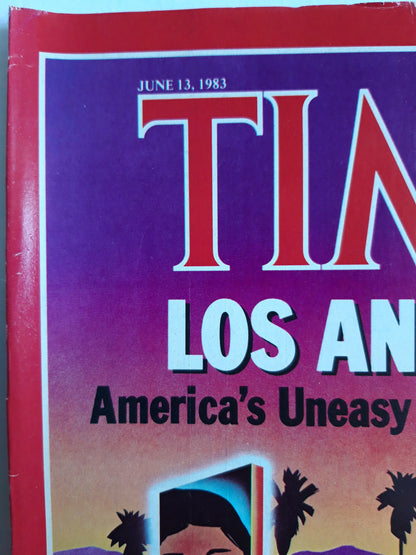 JUNE 13, 1983
TIM
LOS AN
America's Uneasy